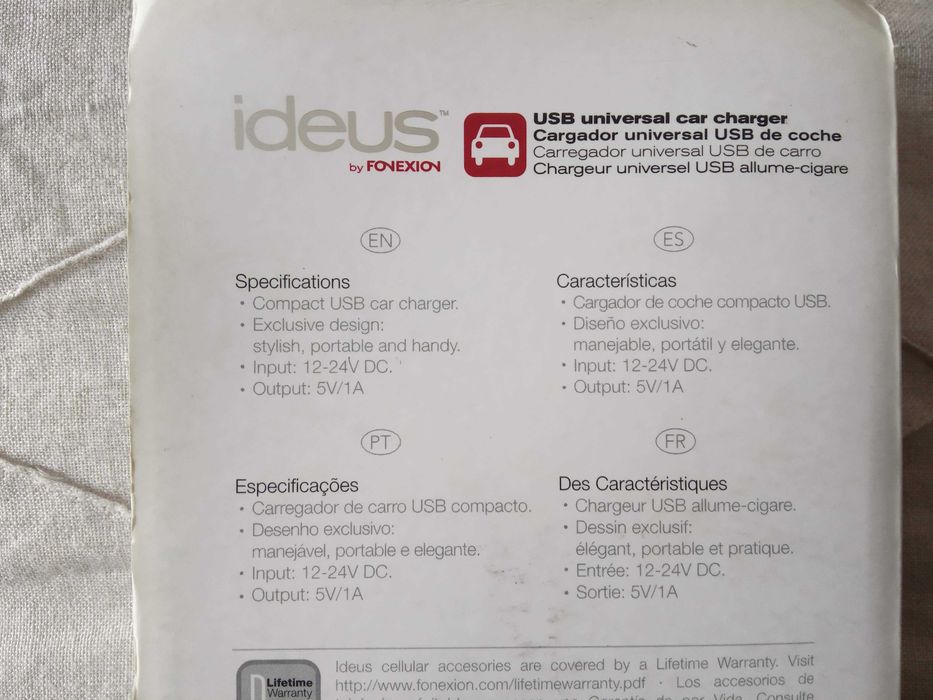 ideus™
by FONEXION
USB universal car charger
Cargador universal USB de coche
Carregador universal USB de carro
Chargeur universel USB allume-cigare
EN
Specifications
• Compact USB car charger.
• Exclusive design:
stylish, portable and handy.
• Input: 12-24V DC.
• Output: 5V/1A
ES
Características
• Cargador de coche compacto USB.
• Diseño exclusivo:
manejable, portátil y elegante.
• Input: 12-24V DC.
• Output: 5V/1A
PT
Especificações
• Carregador de carro USB compacto.
• Desenho exclusivo:
manejável, portable e elegante.
• Input: 12-24V DC.
• Output: 5V/1A
FR
Des Caractéristiques
• Chargeur USB allume-cigare.
• Dessin exclusif:
élégant, portable et pratique.
• Entrée: 12-24V DC.
• Sortie: 5V/1A
Lifetime
Warranty
Ideus cellular accesories are covered by a Lifetime Warranty. Visit
http://www.fonexion.com/lifetimewarranty.pdf · Los accesorios de
Garantía de por Vida. Consulte